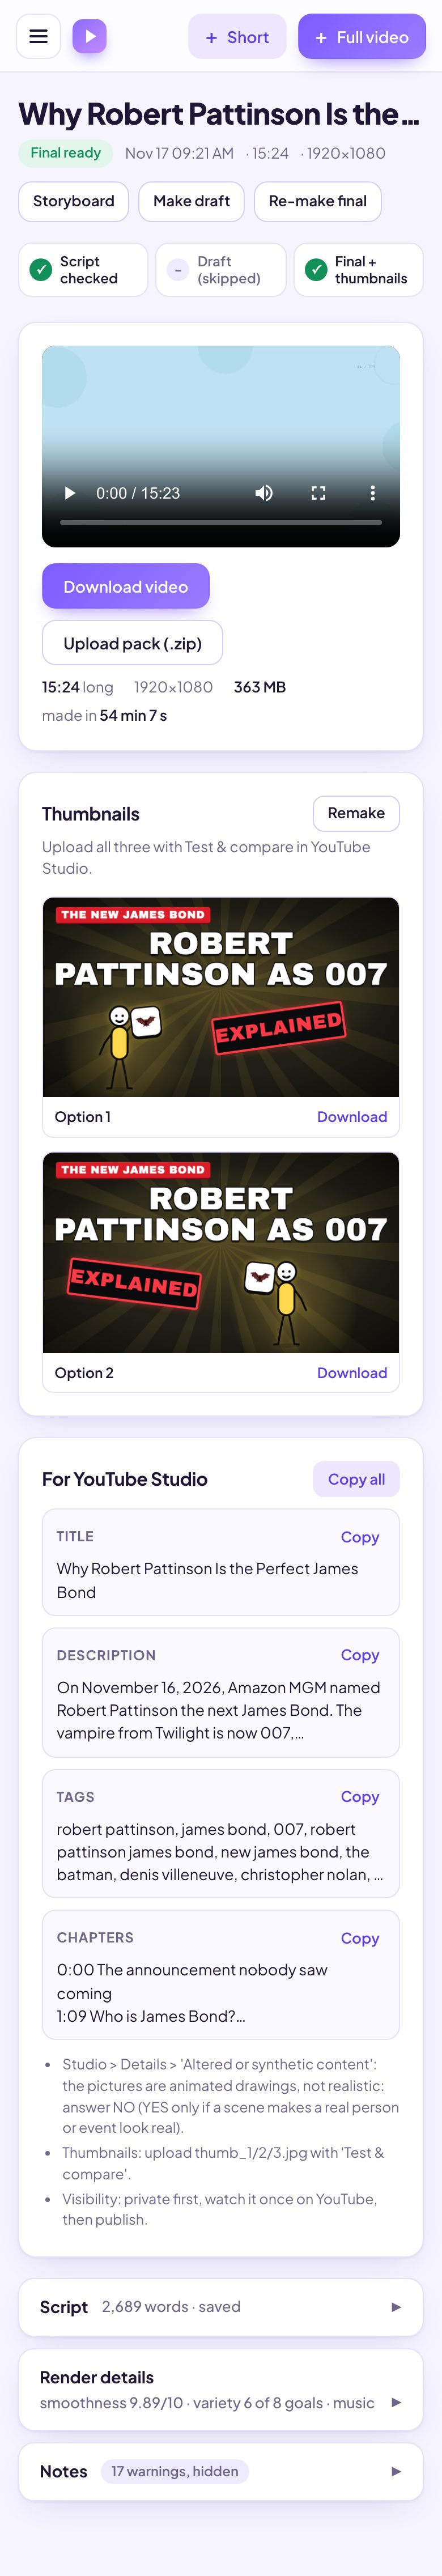 + Short
+ Full video
Why Robert Pattinson Is the...
Final ready Nov 17 09:21 AM · 15:24 · 1920×1080
Storyboard Make draft Re-make final
Script
checked
Draft
(skipped)
Final +
thumbnails
0:00 / 15:23
Download video
Upload pack (.zip)
15:24 long 1920×1080 363 MB
made in 54 min 7 s
Thumbnails Remake
Upload all three with Test & compare in YouTube
Studio.
THE NEW JAMES BOND
ROBERT
PATTINSON AS 007
EXPLAINED
Option 1 Download
THE NEW JAMES BOND
ROBERT
PATTINSON AS 007
EXPLAINED
Option 2 Download
For YouTube Studio Copy all
TITLE Copy
Why Robert Pattinson Is the Perfect James
Bond
DESCRIPTION Copy
On November 16, 2026, Amazon MGM named
Robert Pattinson the next James Bond. The
vampire from Twilight is now 007,...
TAGS Copy
robert pattinson, james bond, 007, robert
pattinson james bond, new james bond, the
batman, denis villeneuve, christopher nolan, ...
CHAPTERS Copy
0:00 The announcement nobody saw
coming
1:09 Who is James Bond?...
• Studio > Details > 'Altered or synthetic content':
the pictures are animated drawings, not realistic:
answer NO (YES only if a scene makes a real person
or event look real).
• Thumbnails: upload thumb_1/2/3.jpg with 'Test &
compare'.
• Visibility: private first, watch it once on YouTube,
then publish.
Script 2,689 words · saved
Render details
smoothness 9.89/10 · variety 6 of 8 goals · music
Notes 17 warnings, hidden